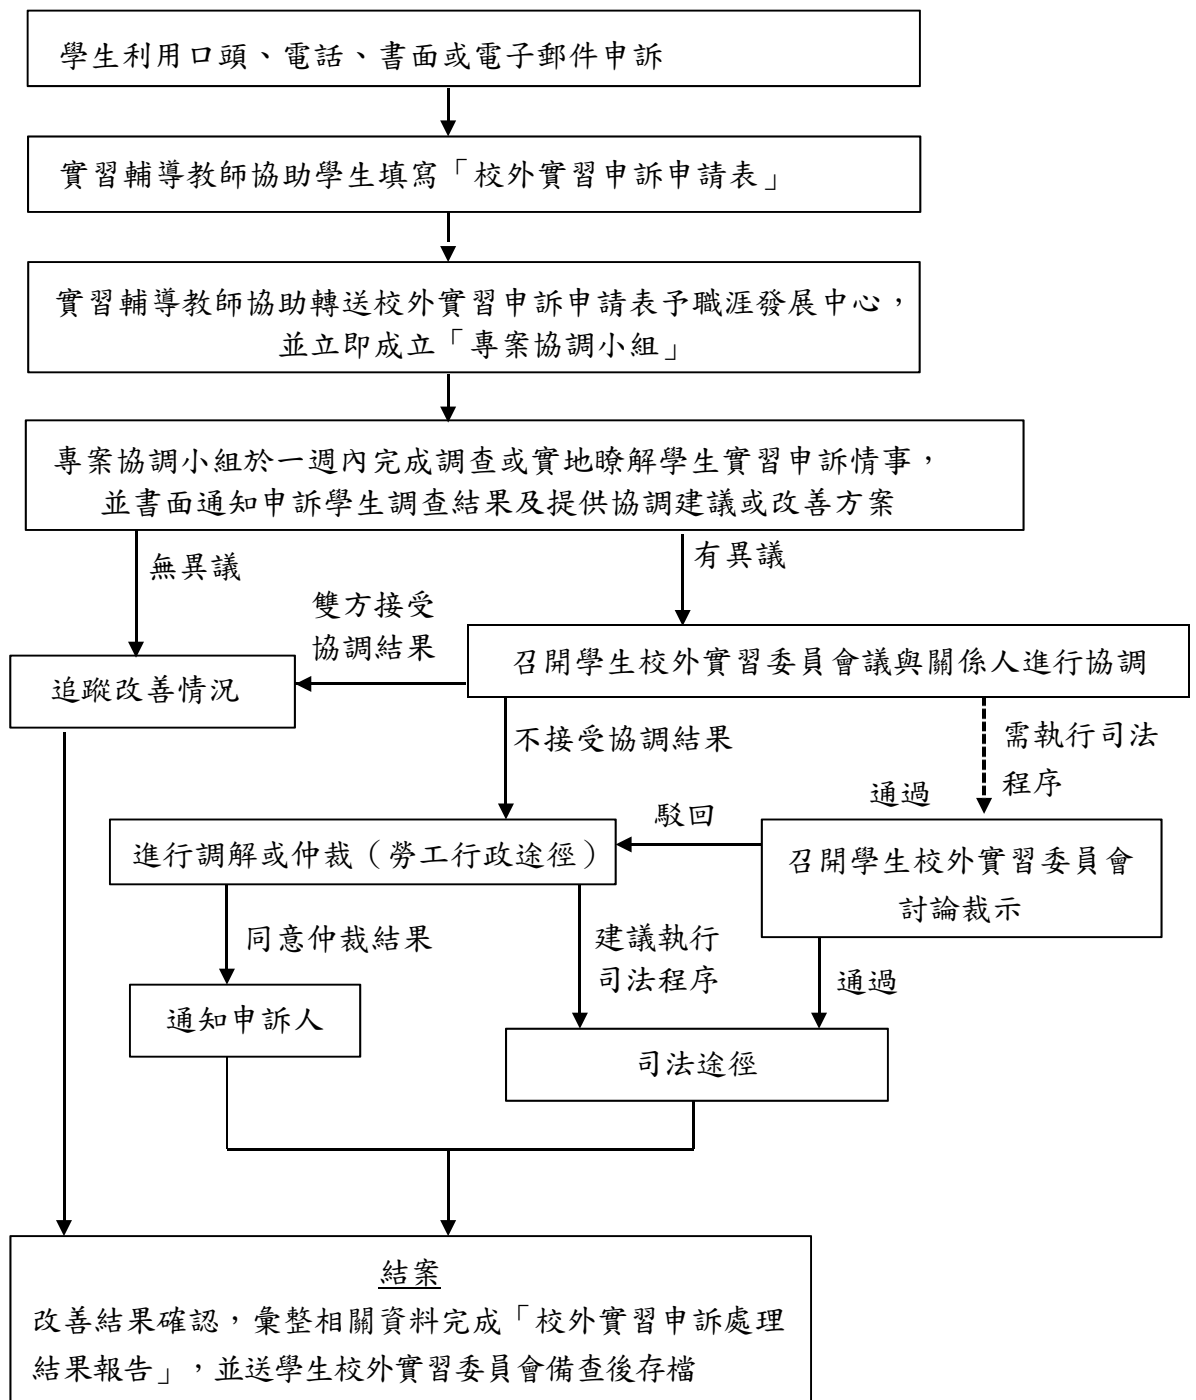 學生利用口頭、電話、書面或電子郵件申訴
實習輔導教師協助學生填寫「校外實習申訴申請表」
實習輔導教師協助轉送校外實習申訴申請表予職涯發展中心，
並立即成立「專案協調小組」
專案協調小組於一週內完成調查或實地瞭解學生實習申訴情事，
並書面通知申訴學生調查結果及提供協調建議或改善方案
無異議
有異議
雙方接受
協調結果
召開學生校外實習委員會議與關係人進行協調
追蹤改善情況
不接受協調結果
需執行司法
程序
通過
駁回
進行調解或仲裁（勞工行政途徑）
召開學生校外實習委員會
討論裁示
同意仲裁結果
建議執行
司法程序
通過
通知申訴人
司法途徑
結案
改善結果確認，彙整相關資料完成「校外實習申訴處理
結果報告」，並送學生校外實習委員會備查後存檔